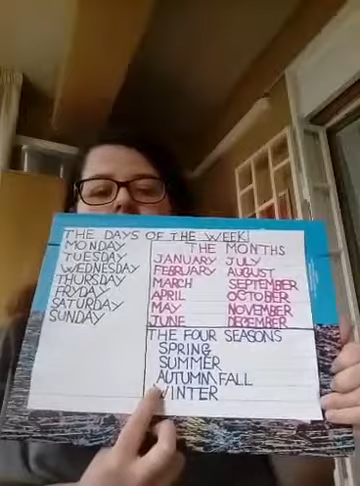 THE DAYS OF THE WEEK
MONDAY
TUESDAY
WEDNESDAY
THURSDAY
FRYDAY
SATURDAY
SUNDAY
THE MONTHS
JANUARY JULY
FEBRUARY AUGUST
MARCH SEPTEMBER
APRIL OCTOBER
MAY NOVEMBER
JUNE DECEMBER
THE FOUR SEASONS
SPRING
SUMMER
AUTUMN/FALL
WINTER